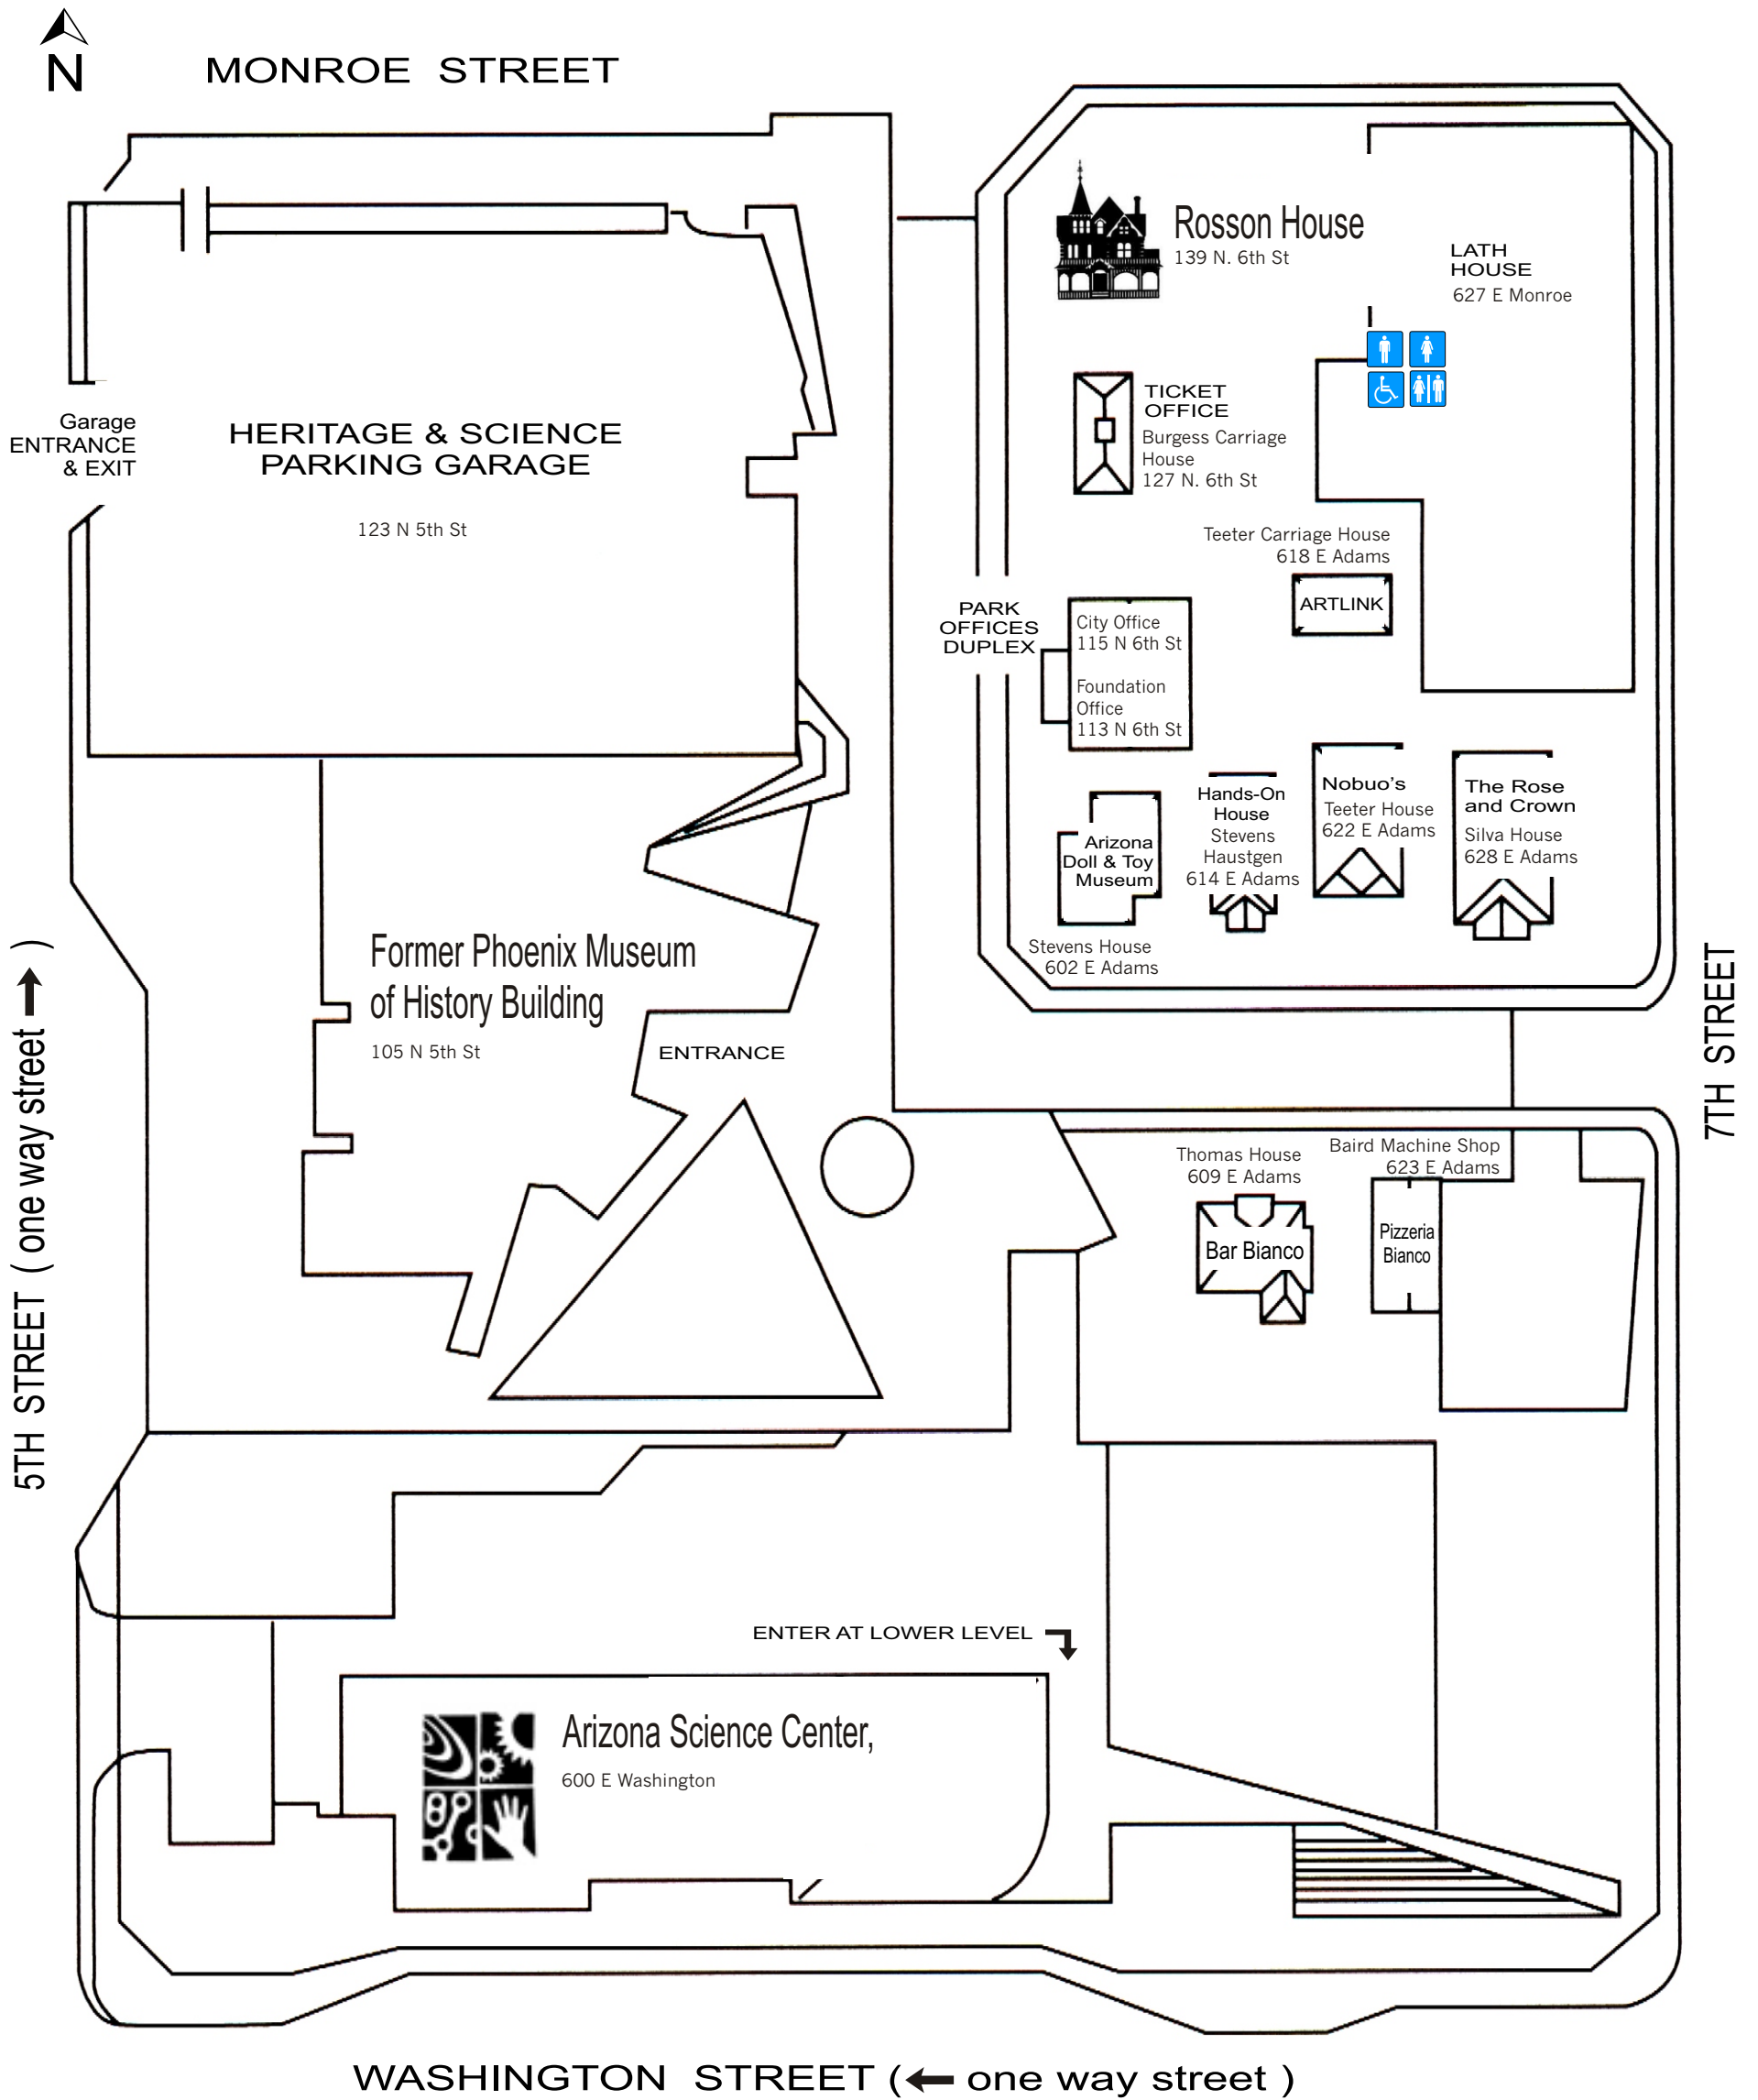 N
MONROE STREET
Rosson House
139 N. 6th St
LATH
HOUSE
627 E Monroe
TICKET
OFFICE
Burgess Carriage
House
127 N. 6th St
Garage
ENTRANCE
& EXIT
HERITAGE & SCIENCE
PARKING GARAGE
123 N 5th St
Teeter Carriage House
618 E Adams
ARTLINK
PARK
OFFICES
DUPLEX
City Office
115 N 6th St
Foundation
Office
113 N 6th St
Arizona
Doll & Toy
Museum
Stevens House
602 E Adams
Hands-On
House
Stevens
Haustgen
614 E Adams
Nobuo's
Teeter House
622 E Adams
The Rose
and Crown
Silva House
628 E Adams
Former Phoenix Museum
of History Building
105 N 5th St
ENTRANCE
5TH STREET ( one way street → )
7TH STREET
Thomas House
609 E Adams
Bar Bianco
Baird Machine Shop
623 E Adams
Pizzeria
Bianco
ENTER AT LOWER LEVEL
Arizona Science Center,
600 E Washington
WASHINGTON STREET (← one way street )